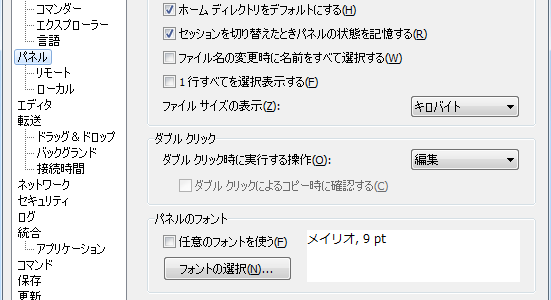 コマンダー
エクスプローラー
言語
パネル
リモート
ローカル
エディタ
転送
ドラッグ＆ドロップ
バックグランド
接続時間
ネットワーク
セキュリティ
ログ
統合
アプリケーション
コマンド
保存
更新
ホーム ディレクトリをデフォルトにする(H)
セッションを切り替えたときパネルの状態を記憶する(R)
ファイル名の変更時に名前をすべて選択する(W)
1 行すべてを選択表示する(F)
ファイル サイズの表示(Z):
キロバイト
ダブル クリック
ダブル クリック時に実行する操作(O):
編集
ダブル クリックによるコピー時に確認する(C)
パネルのフォント
任意のフォントを使う(F)
メイリオ, 9 pt
フォントの選択(N)...